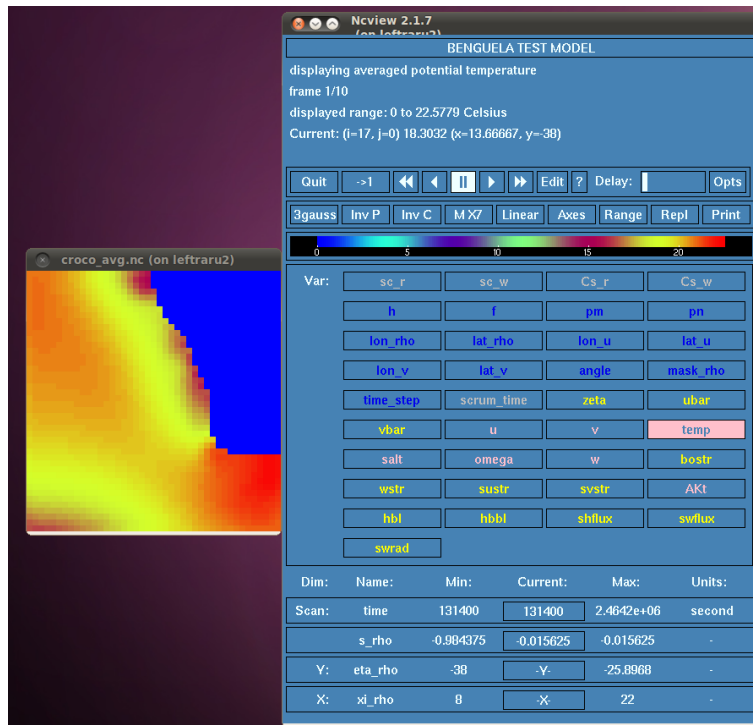 Ncview 2.1.7
(on leftraru2)
BENGUELA TEST MODEL
displaying averaged potential temperature
frame 1/10
displayed range: 0 to 22.5779 Celsius
Current: (i=17, j=0) 18.3032 (x=13.66667, y=-38)
Quit ->1 Edit ? Delay: Opts
3gauss Inv P Inv C M X7 Linear Axes Range Repl Print
0 5 10 15 20
croco_avg.nc (on leftraru2)
Var: sc_r sc_w Cs_r Cs_w
h f pm pn
lon_rho lat_rho lon_u lat_u
lon_v lat_v angle mask_rho
time_step scrum_time zeta ubar
vbar u v temp
salt omega w bostr
wstr sustr svstr AKt
hbl hbbl shflux swflux
swrad
Dim: Name: Min: Current: Max: Units:
Scan: time 131400 131400 2.4642e+06 second
s_rho -0.984375 -0.015625 -0.015625 -
Y: eta_rho -38 -Y- -25.8968 -
X: xi_rho 8 -X- 22 -